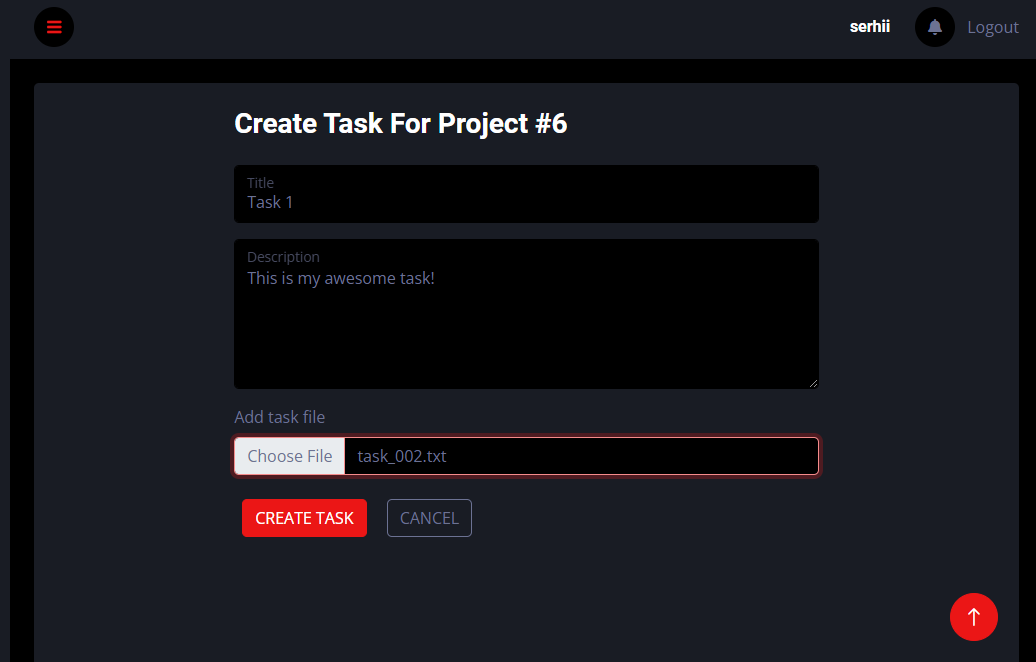 serhii
Logout
Create Task For Project #6
Title
Task 1
Description
This is my awesome task!
Add task file
Choose File task_002.txt
CREATE TASK CANCEL